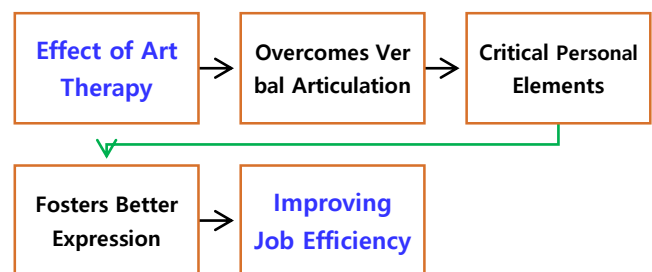 Effect of Art
Therapy
Overcomes Ver
bal Articulation
Critical Personal
Elements
Fosters Better
Expression
Improving
Job Efficiency